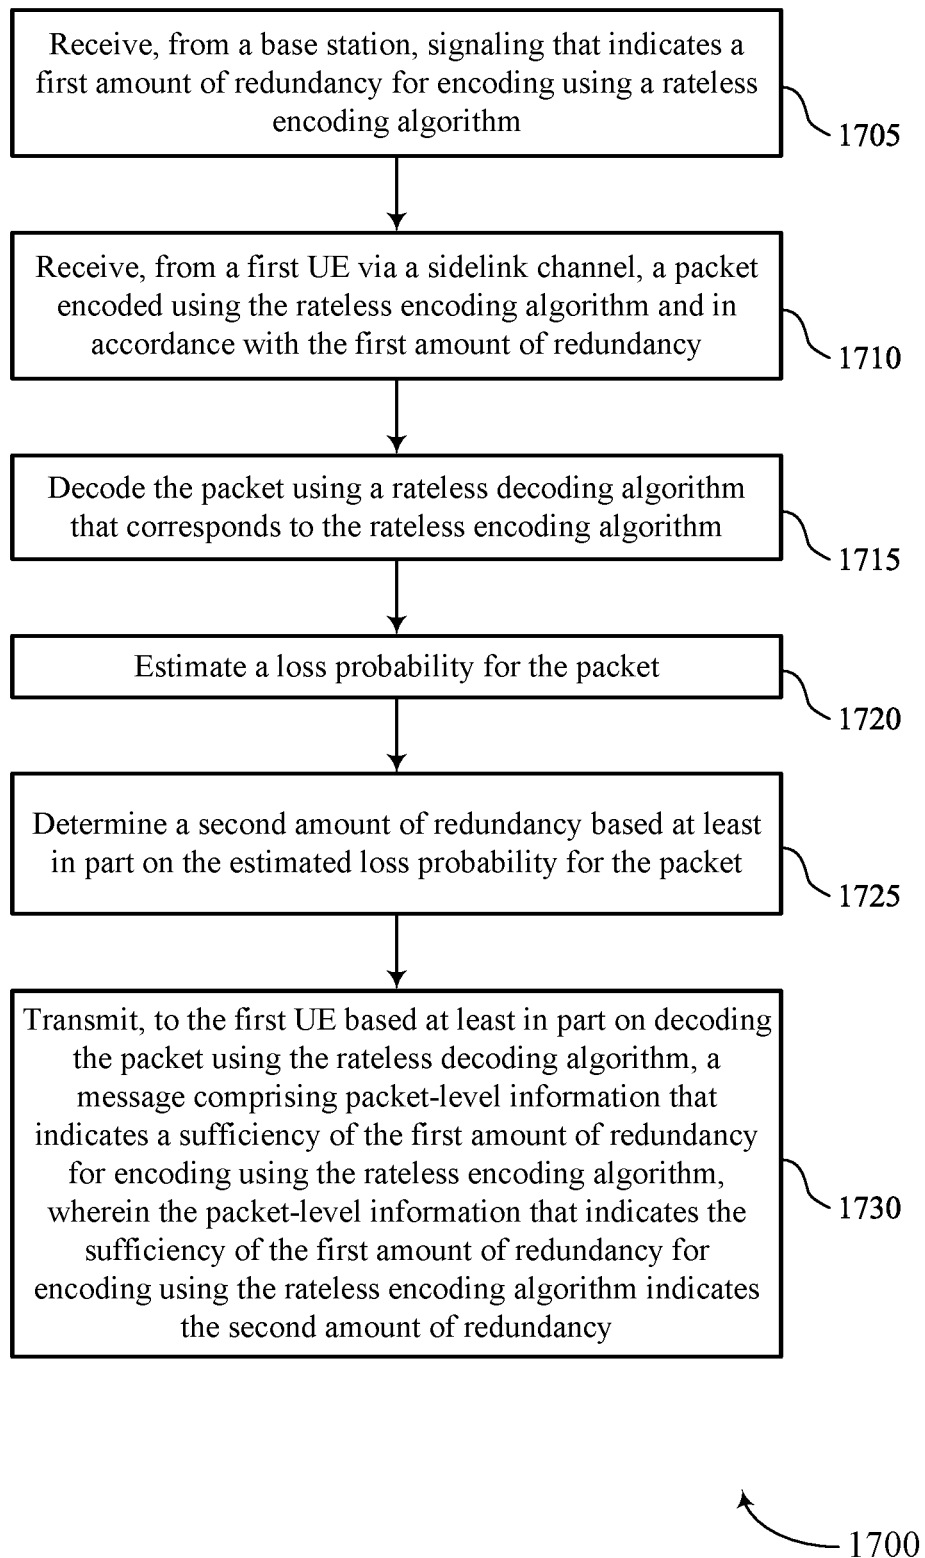 Receive, from a base station, signaling that indicates a
first amount of redundancy for encoding using a rateless
encoding algorithm
1705
Receive, from a first UE via a sidelink channel, a packet
encoded using the rateless encoding algorithm and in
accordance with the first amount of redundancy
1710
Decode the packet using a rateless decoding algorithm
that corresponds to the rateless encoding algorithm
1715
Estimate a loss probability for the packet
1720
Determine a second amount of redundancy based at least
in part on the estimated loss probability for the packet
1725
Transmit, to the first UE based at least in part on decoding
the packet using the rateless decoding algorithm, a
message comprising packet-level information that
indicates a sufficiency of the first amount of redundancy
for encoding using the rateless encoding algorithm,
wherein the packet-level information that indicates the
sufficiency of the first amount of redundancy for
encoding using the rateless encoding algorithm indicates
the second amount of redundancy
1730
1700